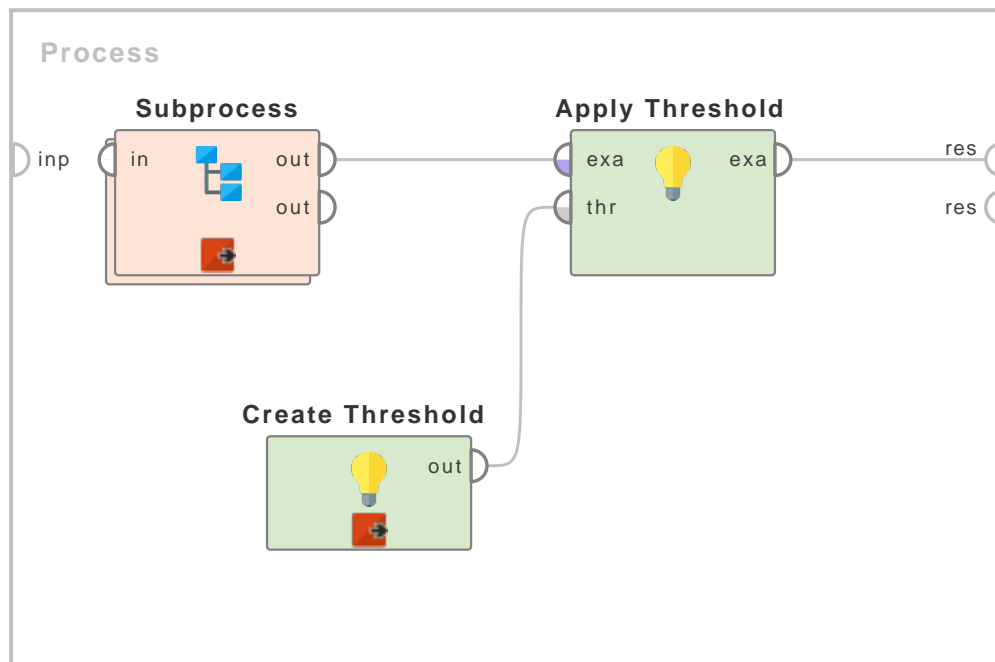 Process
Subprocess
Apply Threshold
inp
in
out
exa
exa
res
out
thr
res
Create Threshold
out